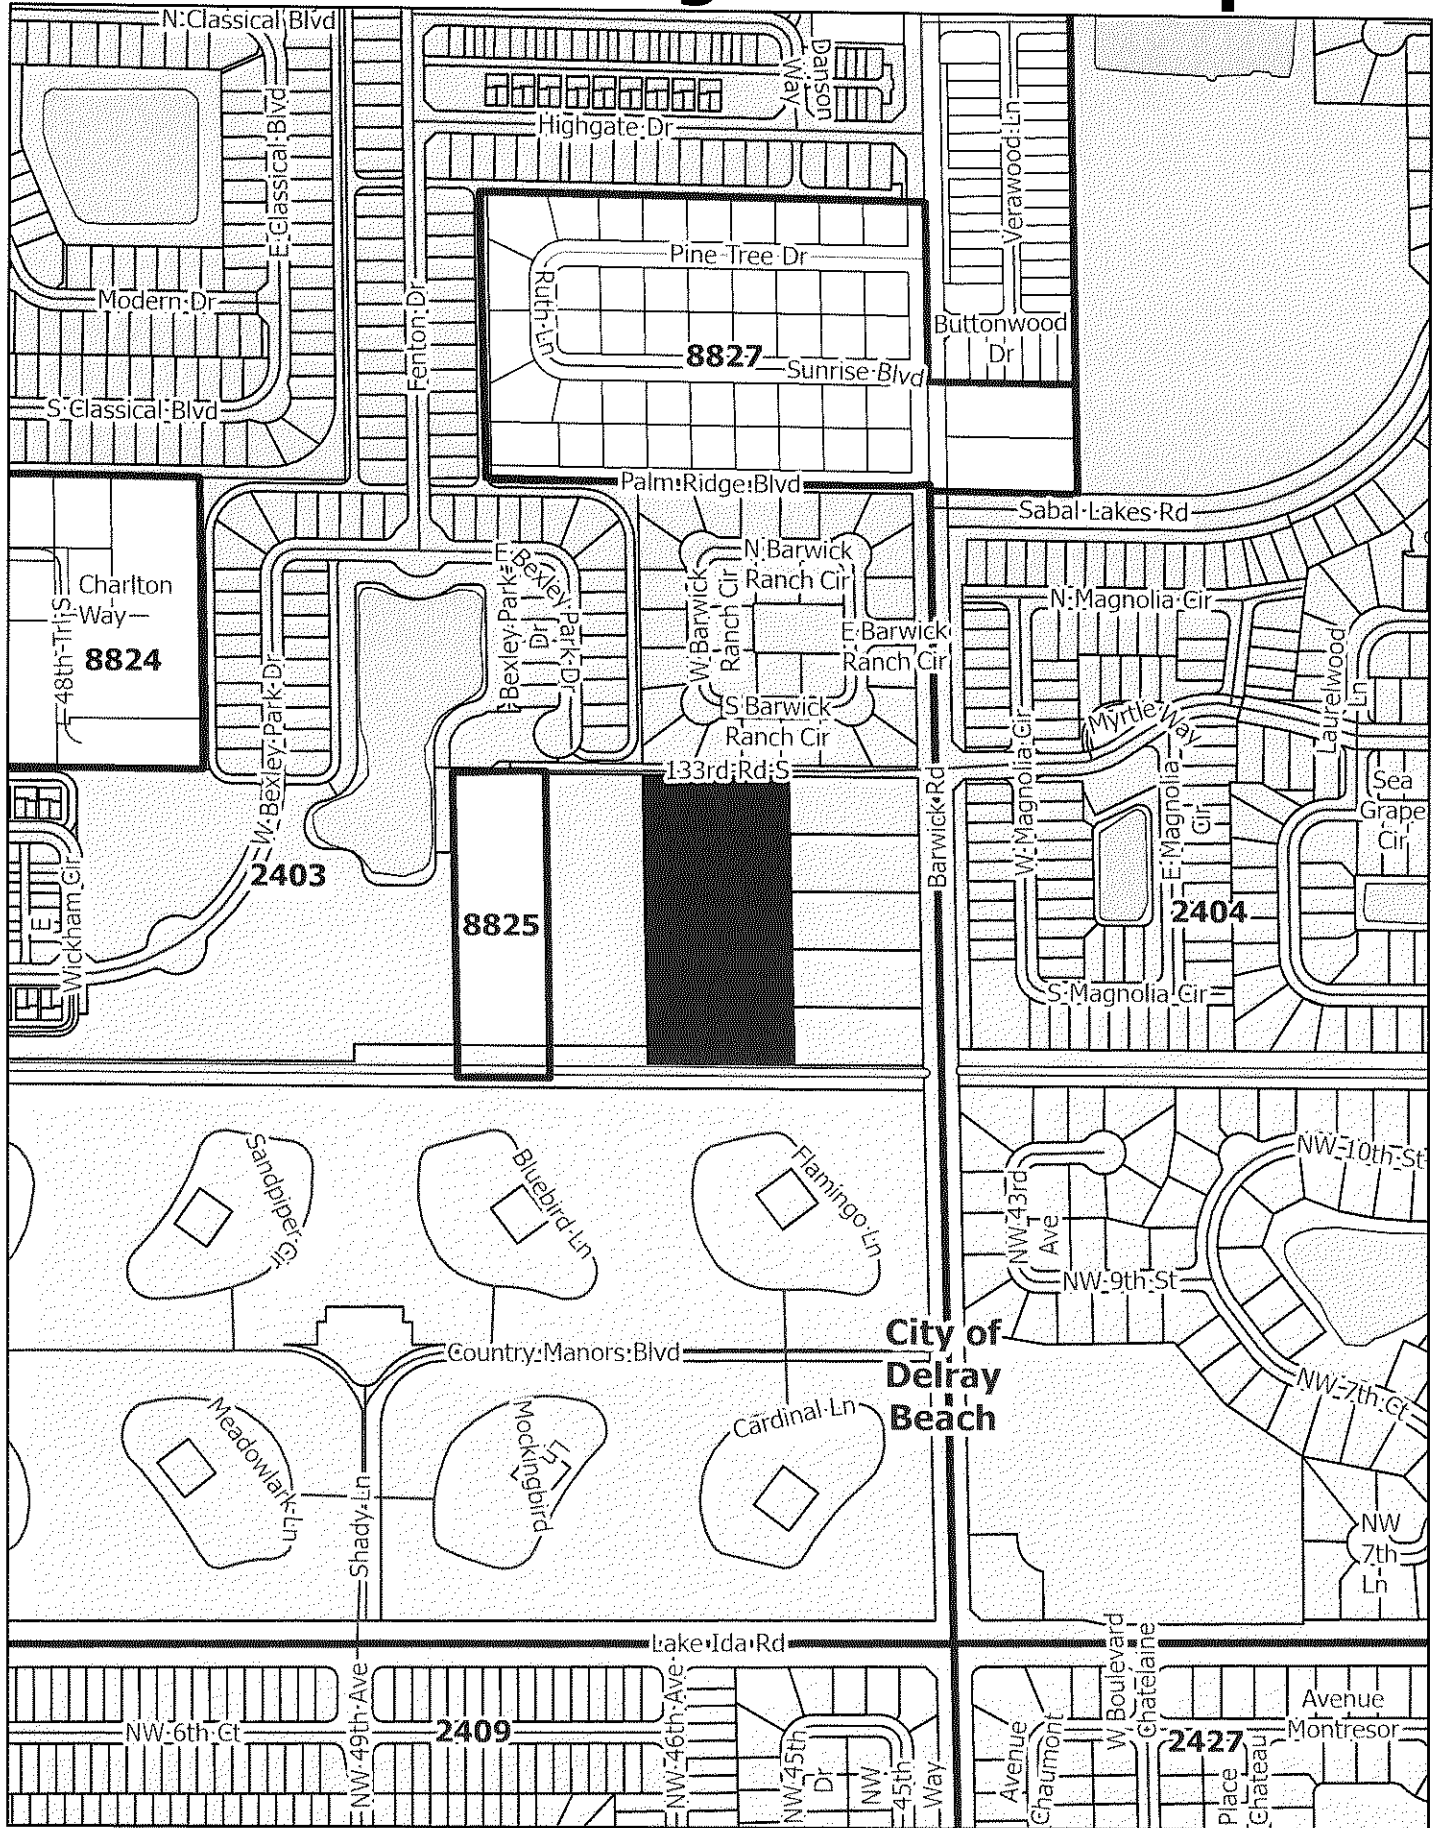 N Classical Blvd
Danson
Way
E Classical Blvd
Highgate Dr
Verawood Ln
Pine Tree Dr
Ruth Ln
Modern Dr
Fenton Dr
Buttonwood
Dr
8827
Sunrise Blvd
S Classical Blvd
Palm Ridge Blvd
Sabal Lakes Rd
Charlton
Way
48th Trl S
8824
E Bexley Park Dr
Bexley Park
Dr
N Barwick
Ranch Cir
W Barwick
Ranch Cir
E Barwick
Ranch Cir
S Barwick
Ranch Cir
N Magnolia Cir
Laurelwood
Ln
Myrtle Way
W Bexley Park Dr
133rd Rd S
Barwick Rd
W Magnolia Cir
E Magnolia
Cir
Sea
Grape
Cir
2403
8825
2404
E
Wickham Cir
S Magnolia Cir
Sandpiper Cir
Bluebird Ln
Flamingo Ln
NW 43rd
Ave
NW 10th St
NW 9th St
City of
Delray
Beach
Country Manors Blvd
NW 7th Ct
Meadowlark Ln
Mockingbird
Ln
Cardinal Ln
Shady Ln
NW
7th
Ln
Lake Ida Rd
W Boulevard
Chatelaine
NW 6th Ct
NW 49th Ave
2409
NW 46th Ave
NW 45th
Dr
NW
45th
Way
Avenue
Chaumont
2427
Avenue
Montresor
Place
Chateau